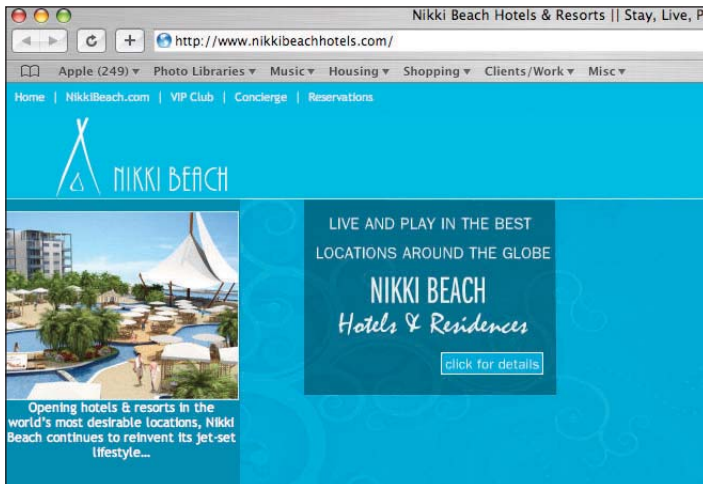 Nikki Beach Hotels & Resorts || Stay, Live, P
http://www.nikkibeachhotels.com/
Apple (249) Photo Libraries Music Housing Shopping Clients/Work Misc
Home | NikkiBeach.com | VIP Club | Concierge | Reservations
NIKKI BEACH
LIVE AND PLAY IN THE BEST
LOCATIONS AROUND THE GLOBE
NIKKI BEACH
Hotels & Residences
click for details
Opening hotels & resorts in the
world's most desirable locations, Nikki
Beach continues to reinvent its jet-set
lifestyle...